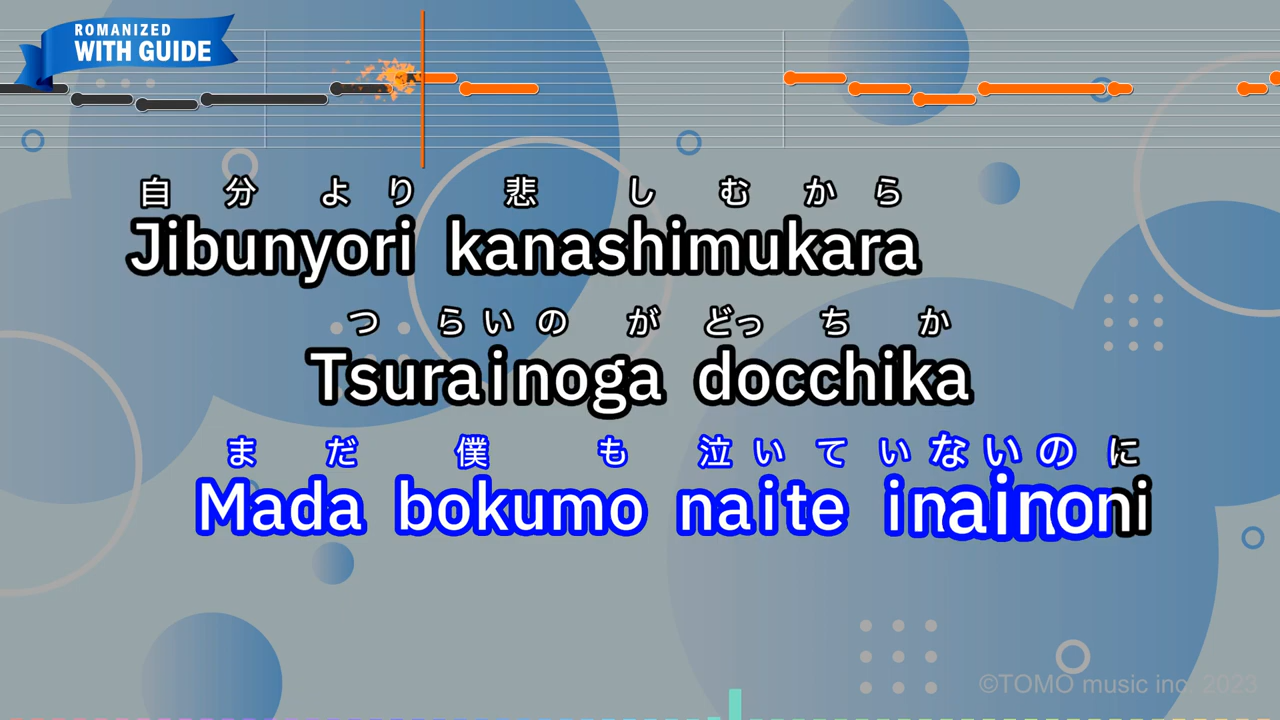 ROMANIZED
WITH GUIDE
自分より悲しむから
Jibunyori kanashimukara
つらいのがどっちか
Tsurainoga docchika
まだ僕も泣いていないのに
Mada bokumo naite inainoni
©TOMO music inc. 2023